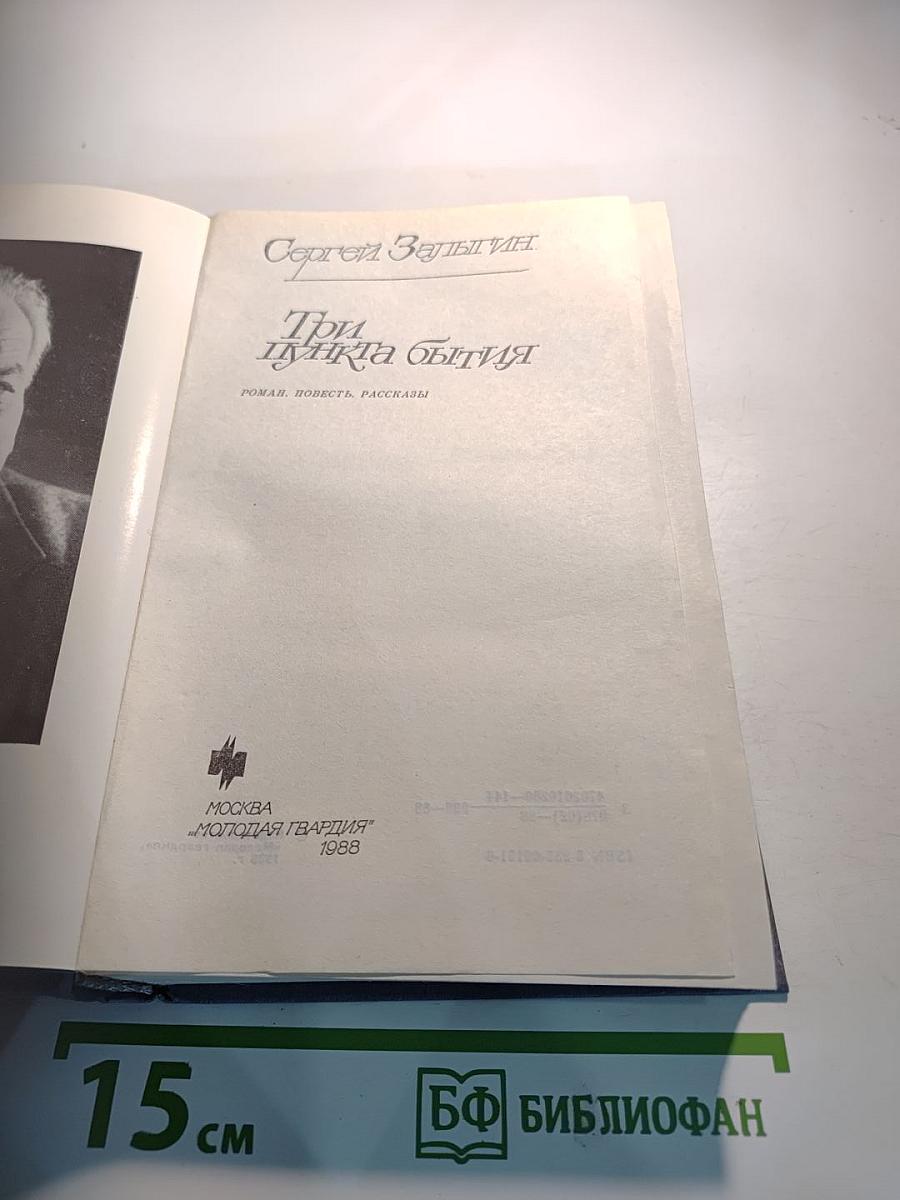 Сергей Залыгин
Три
пункта бытия
РОМАН. ПОВЕСТЬ. РАССКАЗЫ
МОСКВА
„МОЛОДАЯ ГВАРДИЯ"
1988
15 см
БФ БИБЛИОФАН